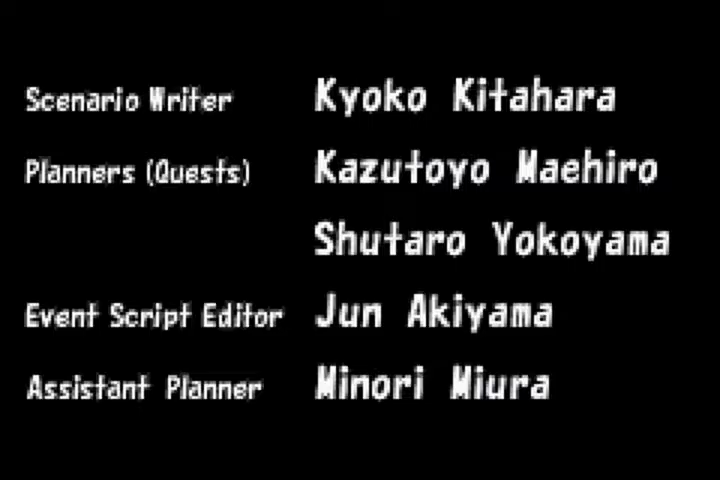 Scenario Writer Kyoko Kitahara
Planners (Quests) Kazutoyo Maehiro
Shutaro Yokoyama
Event Script Editor Jun Akiyama
Assistant Planner Minori Miura